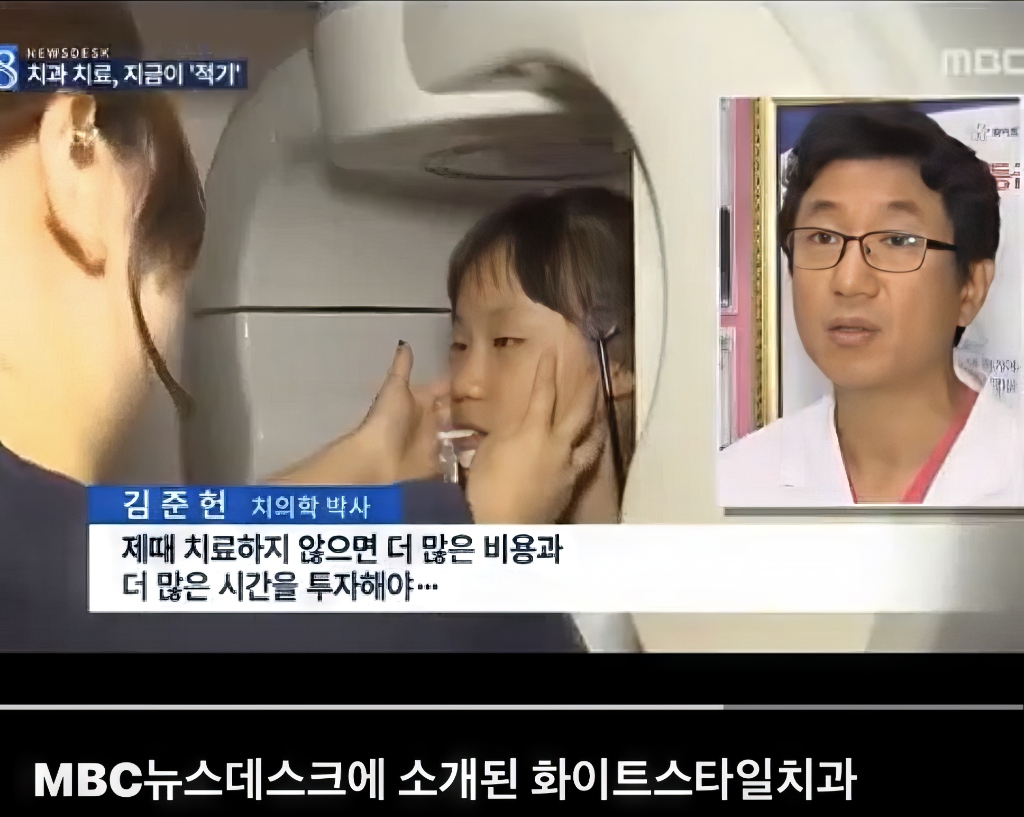 8 NEWSDESK
치과 치료, 지금이 '적기'
MBC
김준헌 치의학 박사
제때 치료하지 않으면 더 많은 비용과
더 많은 시간을 투자해야…
MBC뉴스데스크에 소개된 화이트스타일치과